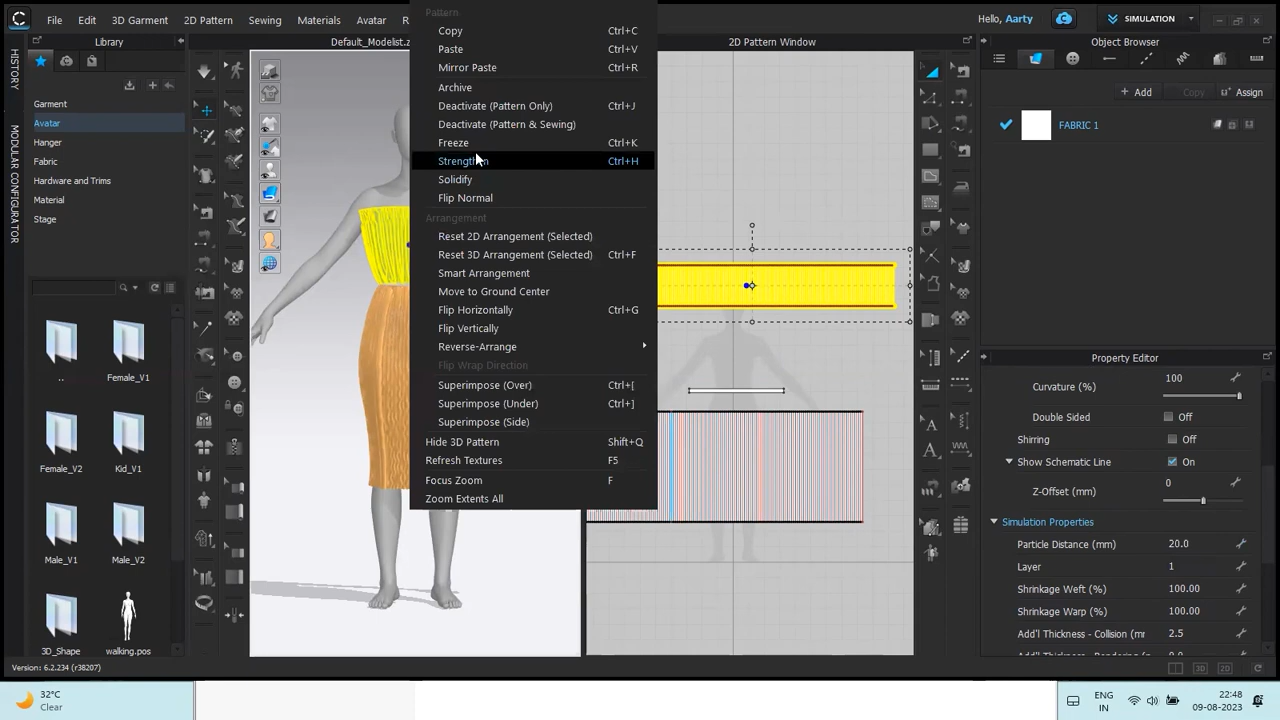 File
Edit
3D Garment
2D Pattern
Sewing
Materials
Avatar
Hello, Aarty
SIMULATION
Library
Default_Modelist.z
2D Pattern Window
Object Browser
HISTORY
MODULAR CONFIGURATOR
Garment
Avatar
Hanger
Fabric
Hardware and Trims
Material
Stage
..
Female_V1
Female_V2
Kid_V1
Male_V1
Male_V2
3D_Shape
walking.pos
Version: 6.2.234 (r38207)
Pattern
Copy Ctrl+C
Paste Ctrl+V
Mirror Paste Ctrl+R
Archive
Deactivate (Pattern Only) Ctrl+J
Deactivate (Pattern & Sewing)
Freeze Ctrl+K
Strengthen Ctrl+H
Solidify
Flip Normal
Arrangement
Reset 2D Arrangement (Selected)
Reset 3D Arrangement (Selected) Ctrl+F
Smart Arrangement
Move to Ground Center
Flip Horizontally Ctrl+G
Flip Vertically
Reverse-Arrange
Flip Wrap Direction
Superimpose (Over) Ctrl+[
Superimpose (Under) Ctrl+]
Superimpose (Side)
Hide 3D Pattern Shift+Q
Refresh Textures F5
Focus Zoom F
Zoom Extents All
Add
Copy
Assign
FABRIC 1
Property Editor
Curvature (%) 100
Double Sided Off
Shirring Off
Show Schematic Line On
Z-Offset (mm) 0
Simulation Properties
Particle Distance (mm) 20.0
Layer 1
Shrinkage Weft (%) 100.00
Shrinkage Warp (%) 100.00
Add'l Thickness - Collision (mr 2.5
3D
2D
32°C
Clear
ENG
IN
22:48
09-08-2023